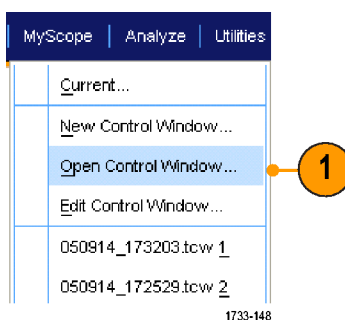 MyScope | Analyze | Utilities
Current...
New Control Window...
Open Control Window...
1
Edit Control Window...
050914_173203.tcw 1
050914_172529.tcw 2
1733-148